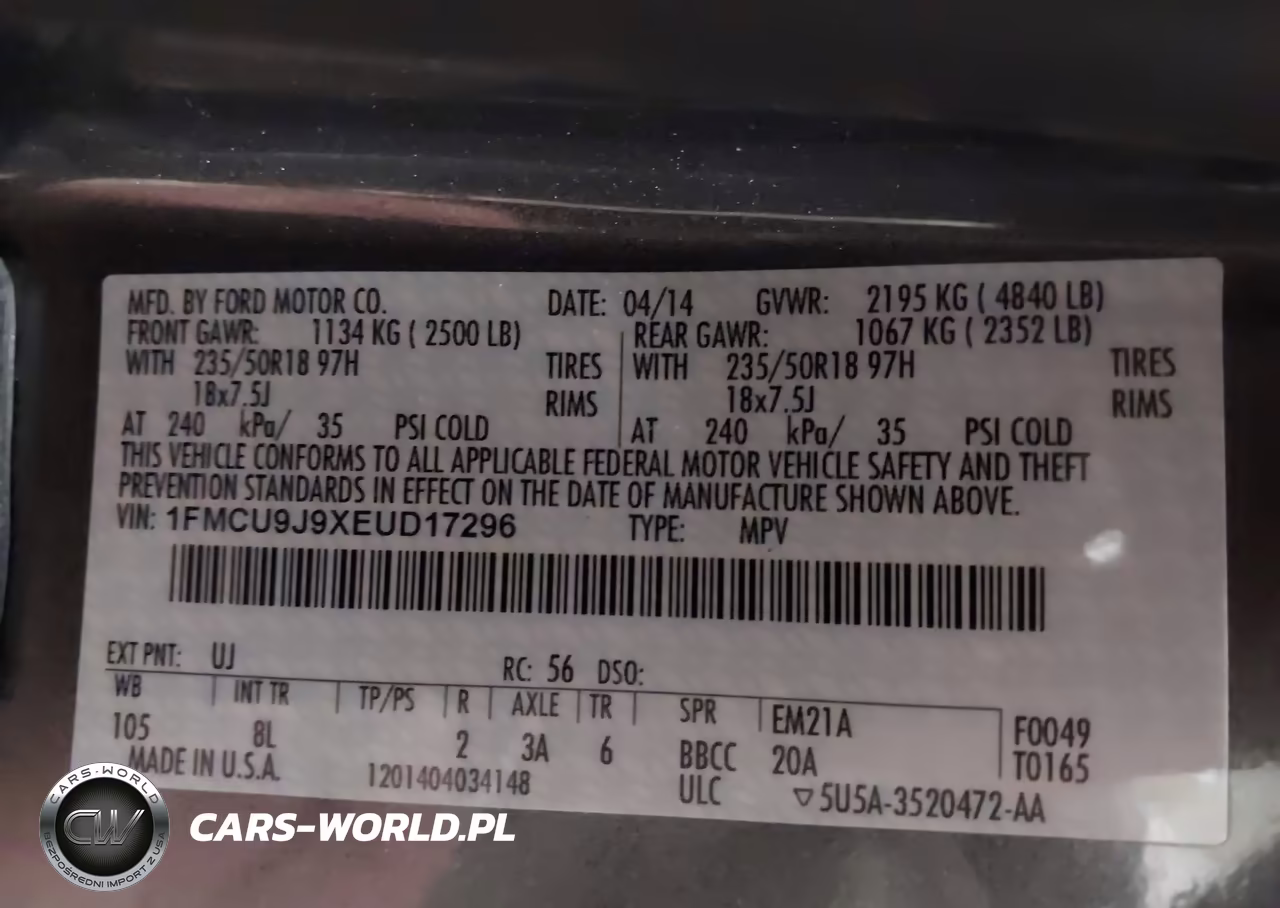 MFD. BY FORD MOTOR CO. DATE: 04/14 GVWR: 2195 KG ( 4840 LB)
FRONT GAWR: 1134 KG ( 2500 LB) REAR GAWR: 1067 KG ( 2352 LB)
WITH 235/50R18 97H TIRES WITH 235/50R18 97H TIRES
18x7.5J RIMS 18x7.5J RIMS
AT 240 kPa/ 35 PSI COLD AT 240 kPa/ 35 PSI COLD
THIS VEHICLE CONFORMS TO ALL APPLICABLE FEDERAL MOTOR VEHICLE SAFETY AND THEFT
PREVENTION STANDARDS IN EFFECT ON THE DATE OF MANUFACTURE SHOWN ABOVE.
VIN: 1FMCU9J9XEUD17296 TYPE: MPV
EXT PNT: UJ RC: 56 DSO:
WB INT TR TP/PS R AXLE TR SPR EM21A F0049
105 8L 2 3A 6 BBCC 20A T0165
MADE IN U.S.A. 1201404034148 ULC ▽5U5A-3520472-AA
CARS-WORLD
CW
BEZPOŚREDNI IMPORT Z USA
CARS-WORLD.PL